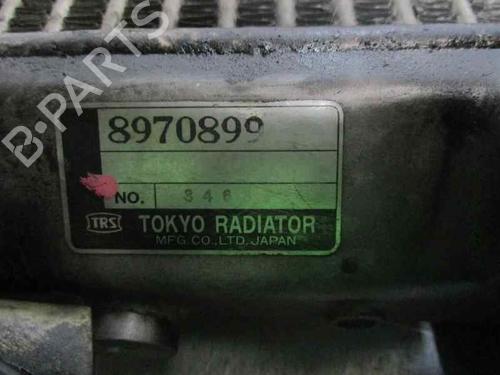 B-PARTS
8970899
NO. 346
TRS TOKYO RADIATOR
MFG.CO.,LTD.JAPAN